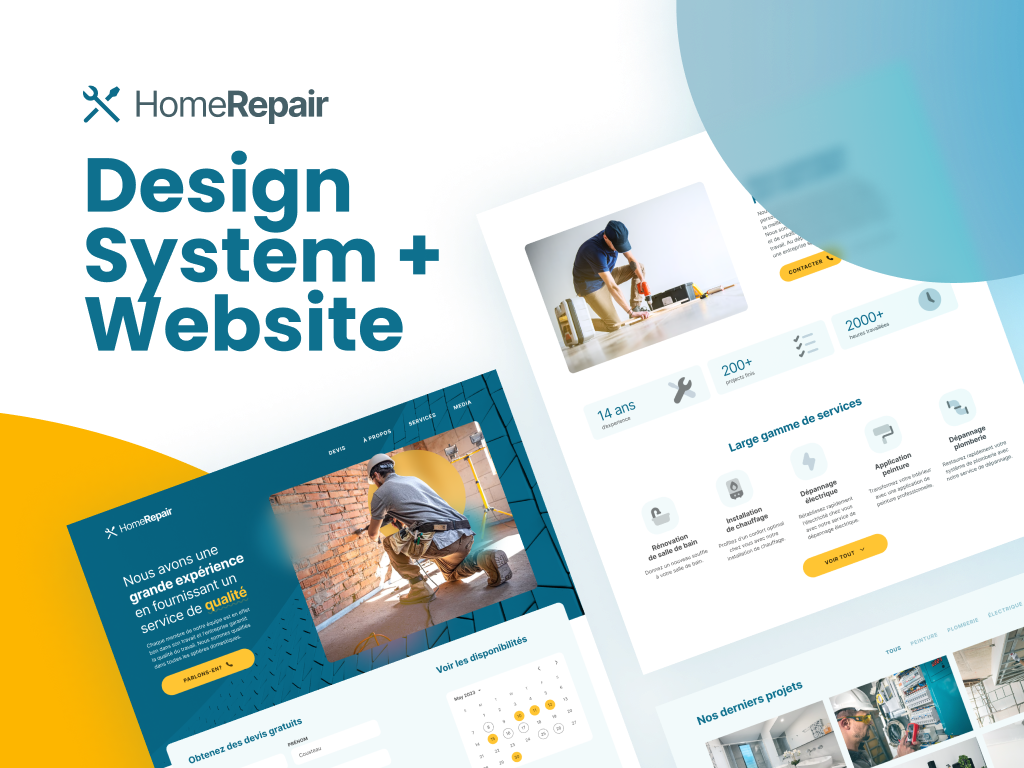 HomeRepair
Design
System +
Website
DEVIS
À PROPOS
SERVICES
MEDIA
HomeRepair
Nous avons une
grande expérience
en fournissant un
service de qualité
Chaque membre de notre équipe est en effet
bon dans son travail et l'entreprise garantit
la qualité du travail. Nous sommes qualifiés
dans toutes les sphères domestiques.
PARLONS-EN?
Obtenez des devis gratuits
PRÉNOM
Cousineau
Voir les disponibilités
May 2023
CONTACTER
14 ans
d'expérience
200+
projects finis
2000+
heures travaillées
Large gamme de services
Rénovation
de salle de bain
Donnez un nouveau souffle
à votre salle de bain.
Installation
de chauffage
Profitez d'un confort optimal
chez vous avec notre
installation de chauffage.
Dépannage
électrique
Rétablissez rapidement
l'électricité chez vous
avec notre service de
dépannage électrique.
Application
peinture
Transformez votre intérieur
avec une application de
peinture professionnelle.
Dépannage
plomberie
Restaurez rapidement votre
système de plomberie avec
notre service de dépannage.
VOIR TOUT
Nos derniers projets
TOUS
PEINTURE
PLOMBERIE
ÉLECTRIQUE